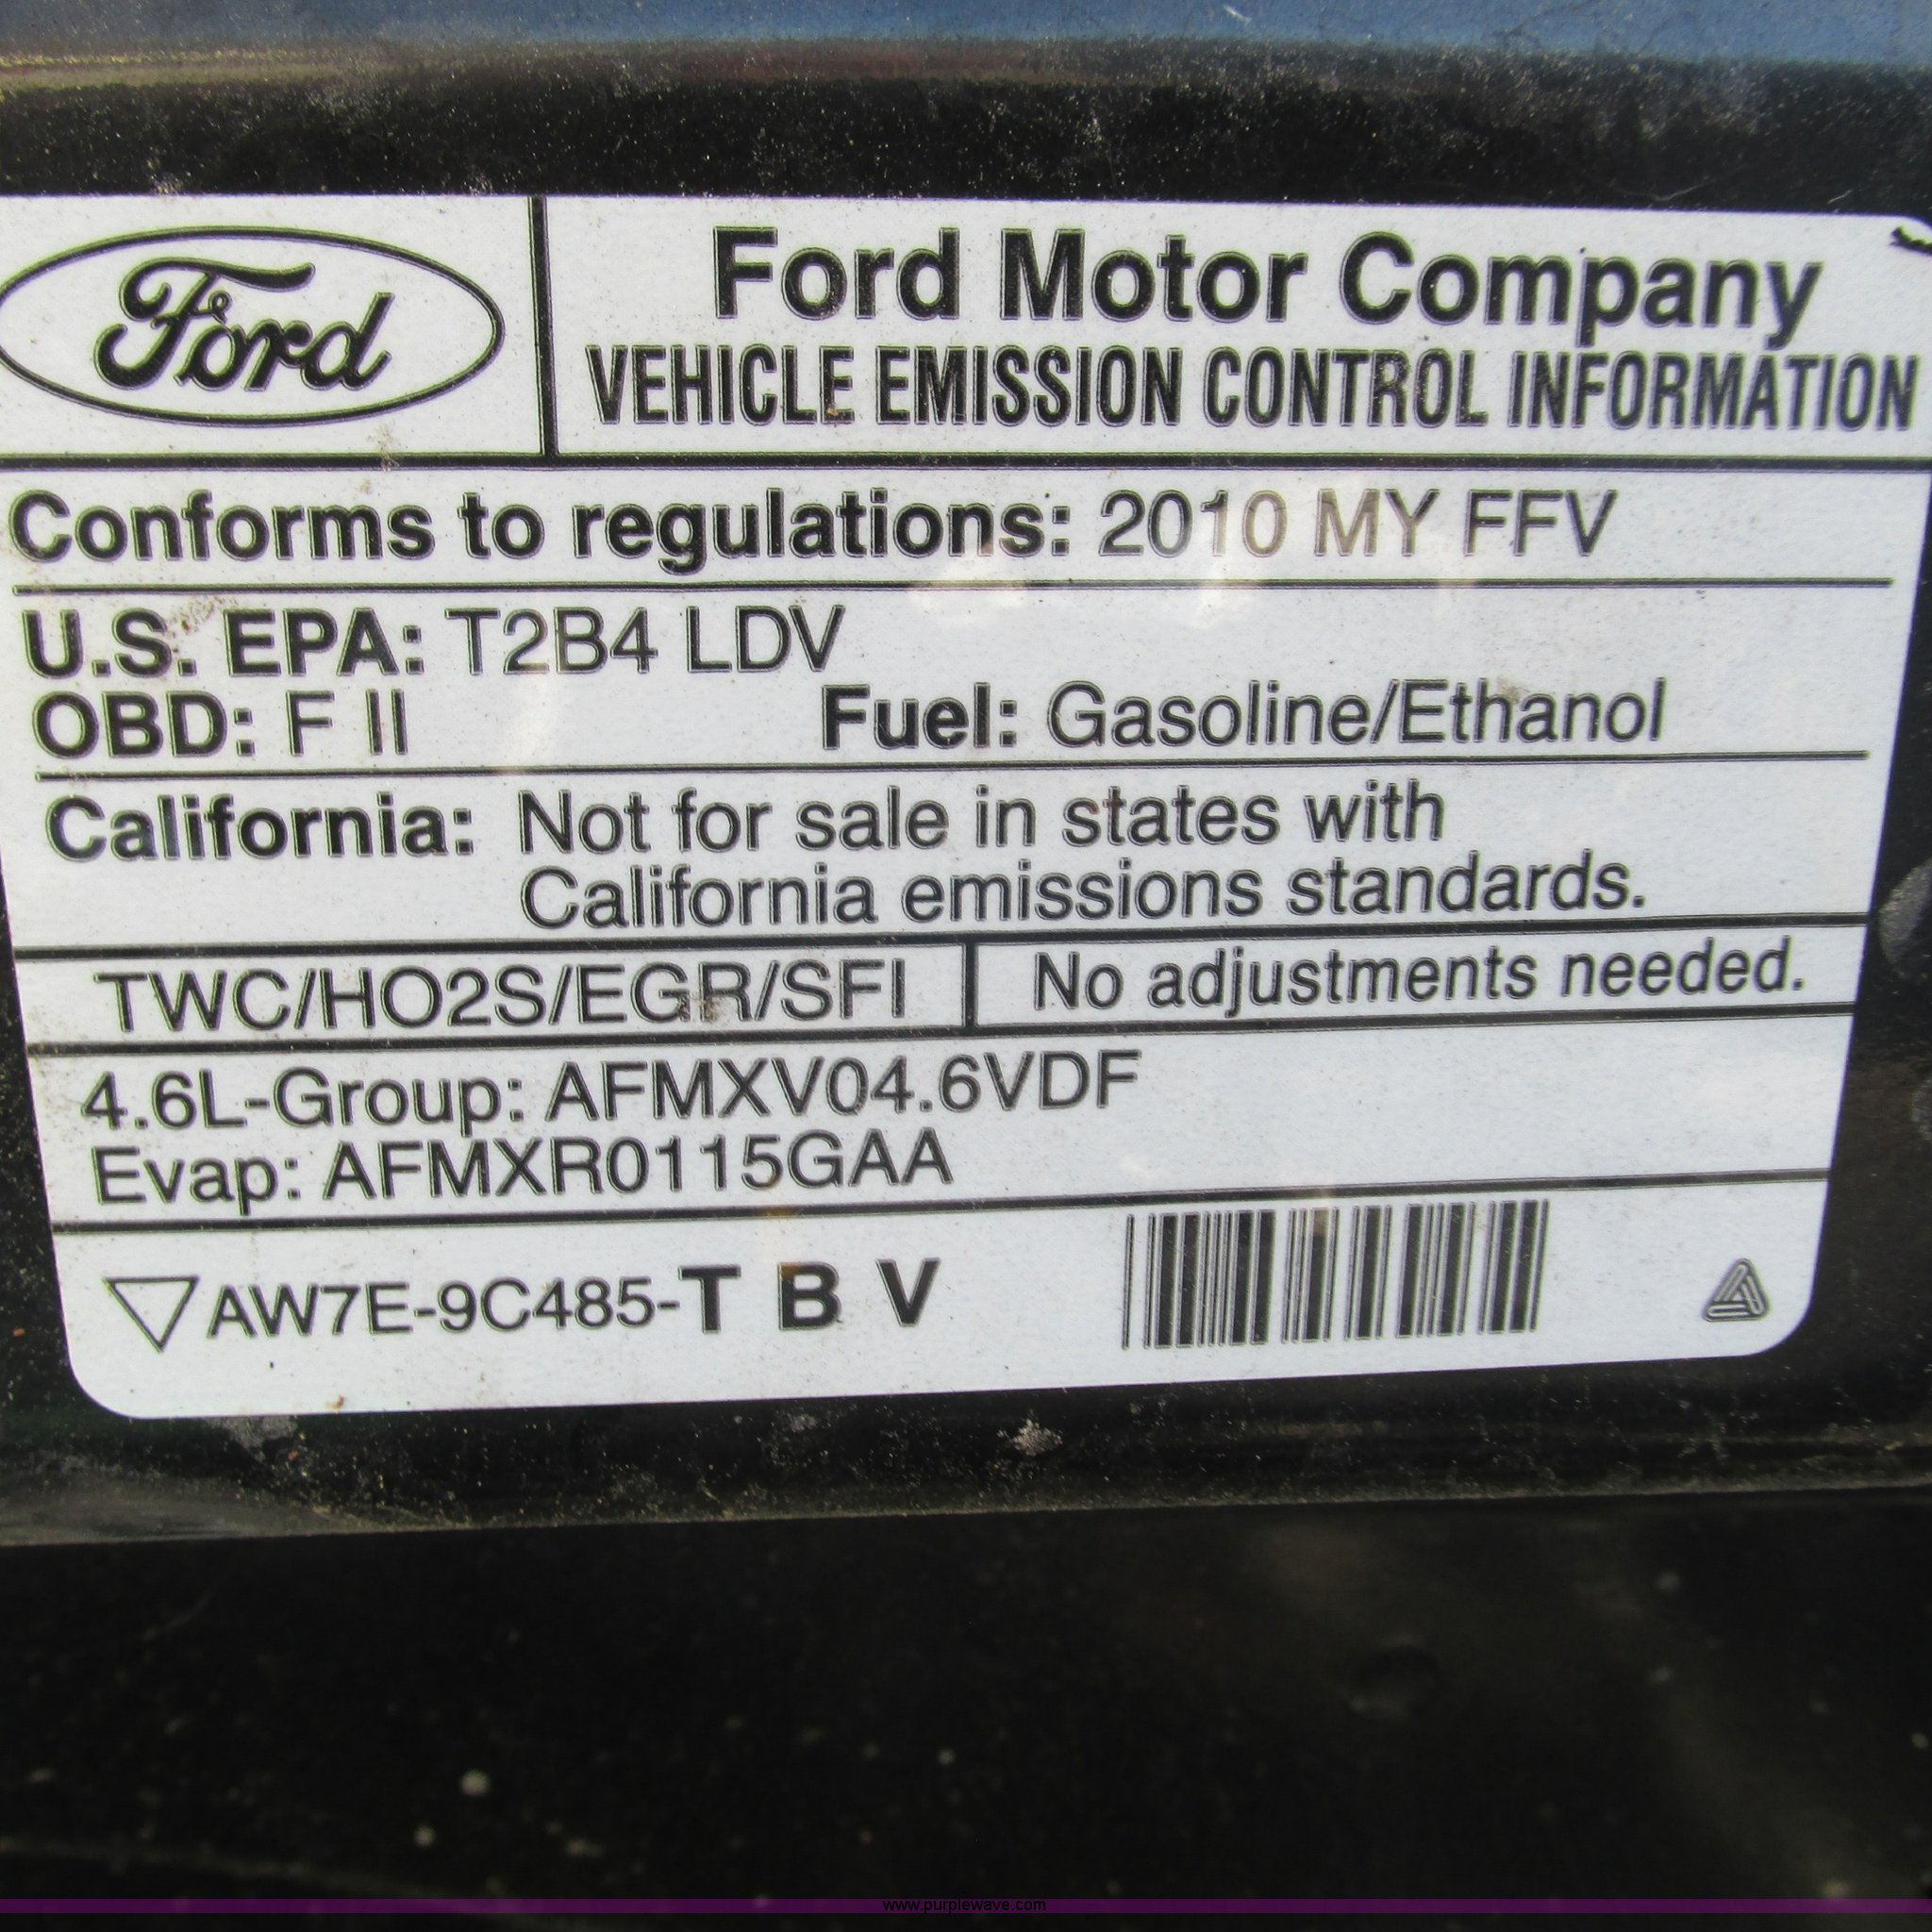 Ford
Ford Motor Company
VEHICLE EMISSION CONTROL INFORMATION
Conforms to regulations: 2010 MY FFV
U.S. EPA: T2B4 LDV
OBD: F II Fuel: Gasoline/Ethanol
California: Not for sale in states with
California emissions standards.
TWC/HO2S/EGR/SFI
No adjustments needed.
4.6L-Group: AFMXV04.6VDF
Evap: AFMXR0115GAA
AW7E-9C485-T B V
www.purplewave.com